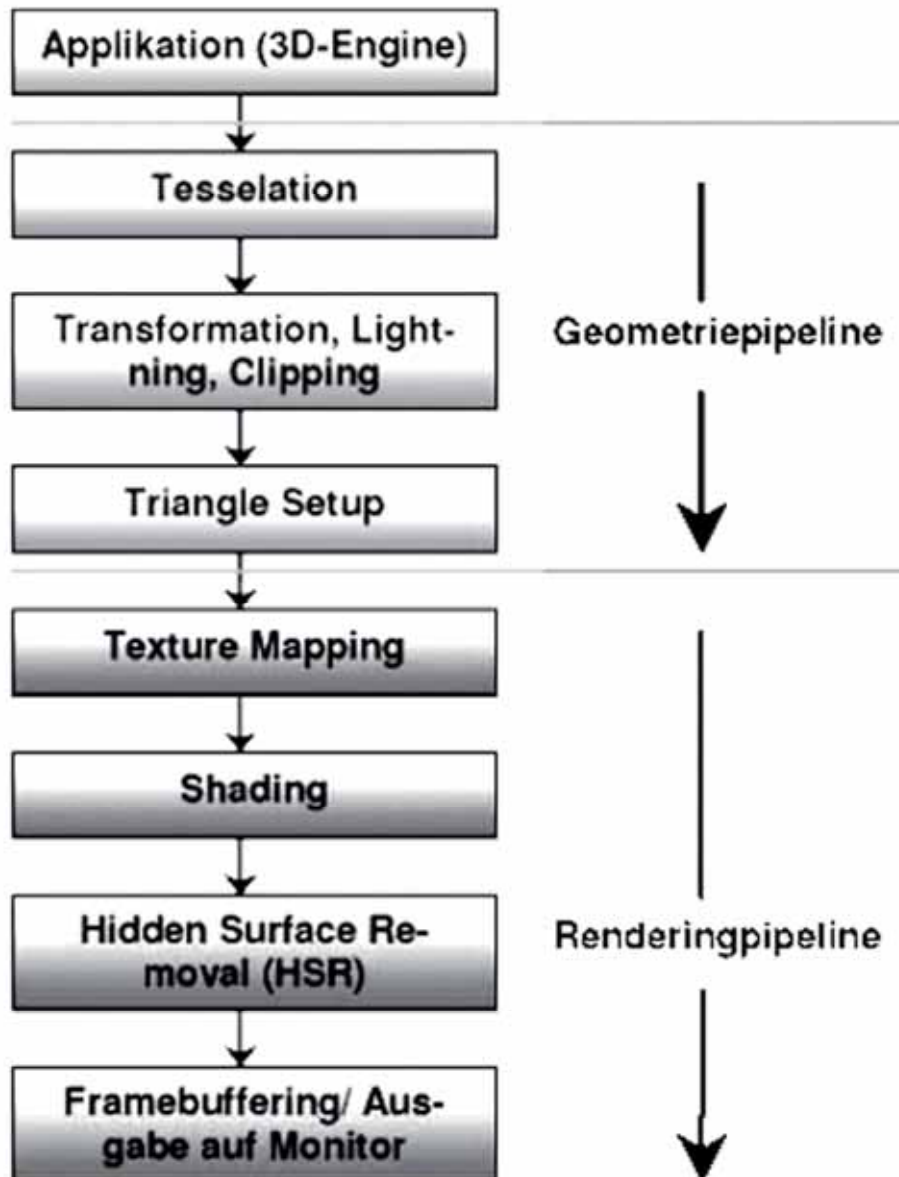 Applikation (3D-Engine)
Tesselation
Transformation, Light-
ning, Clipping
Geometriepipeline
Triangle Setup
Texture Mapping
Shading
Hidden Surface Re-
moval (HSR)
Renderingpipeline
Framebuffering/ Aus-
gabe auf Monitor